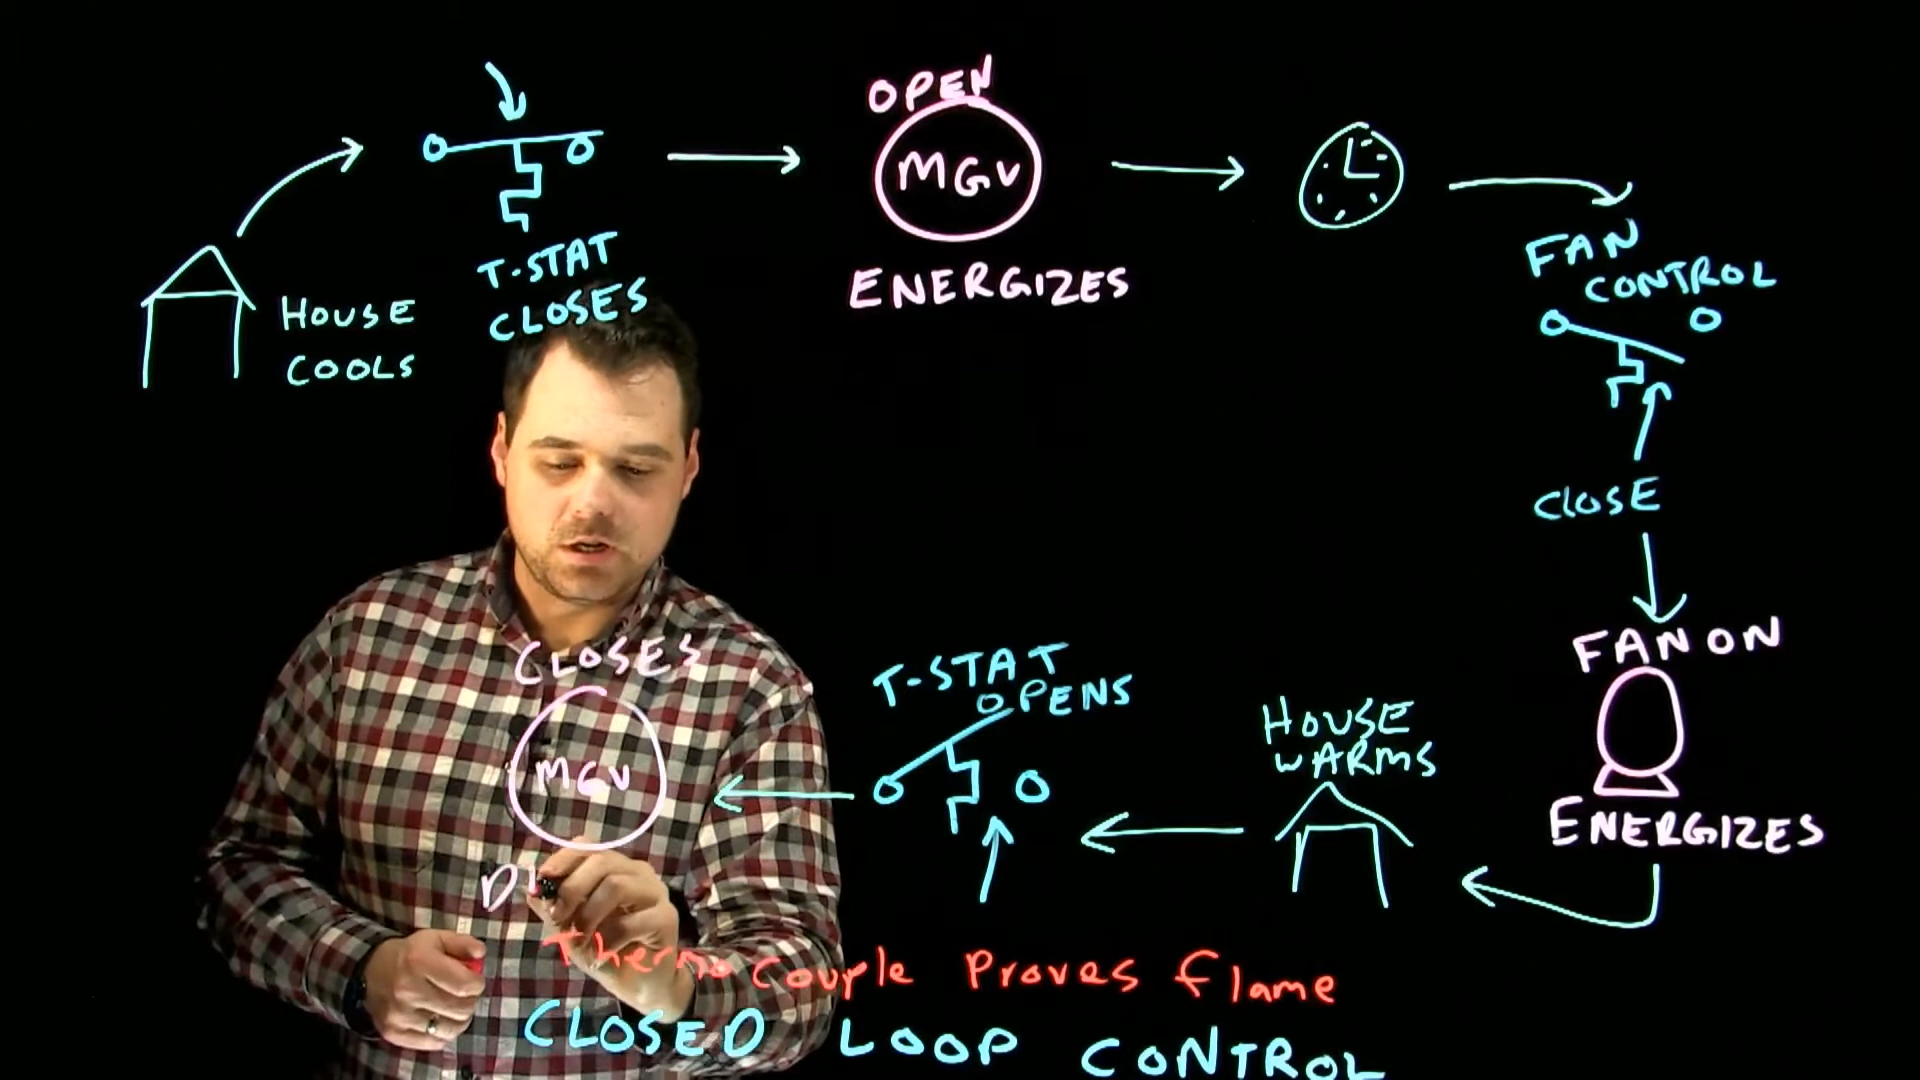 OPEN
MGV
ENERGIZES
T-STAT
CLOSES
HOUSE
COOLS
FAN
CONTROL
CLOSE
FAN ON
ENERGIZES
HOUSE
WARMS
T-STAT
OPENS
CLOSES
MGV
Thermocouple Proves flame
CLOSED LOOP CONTROL